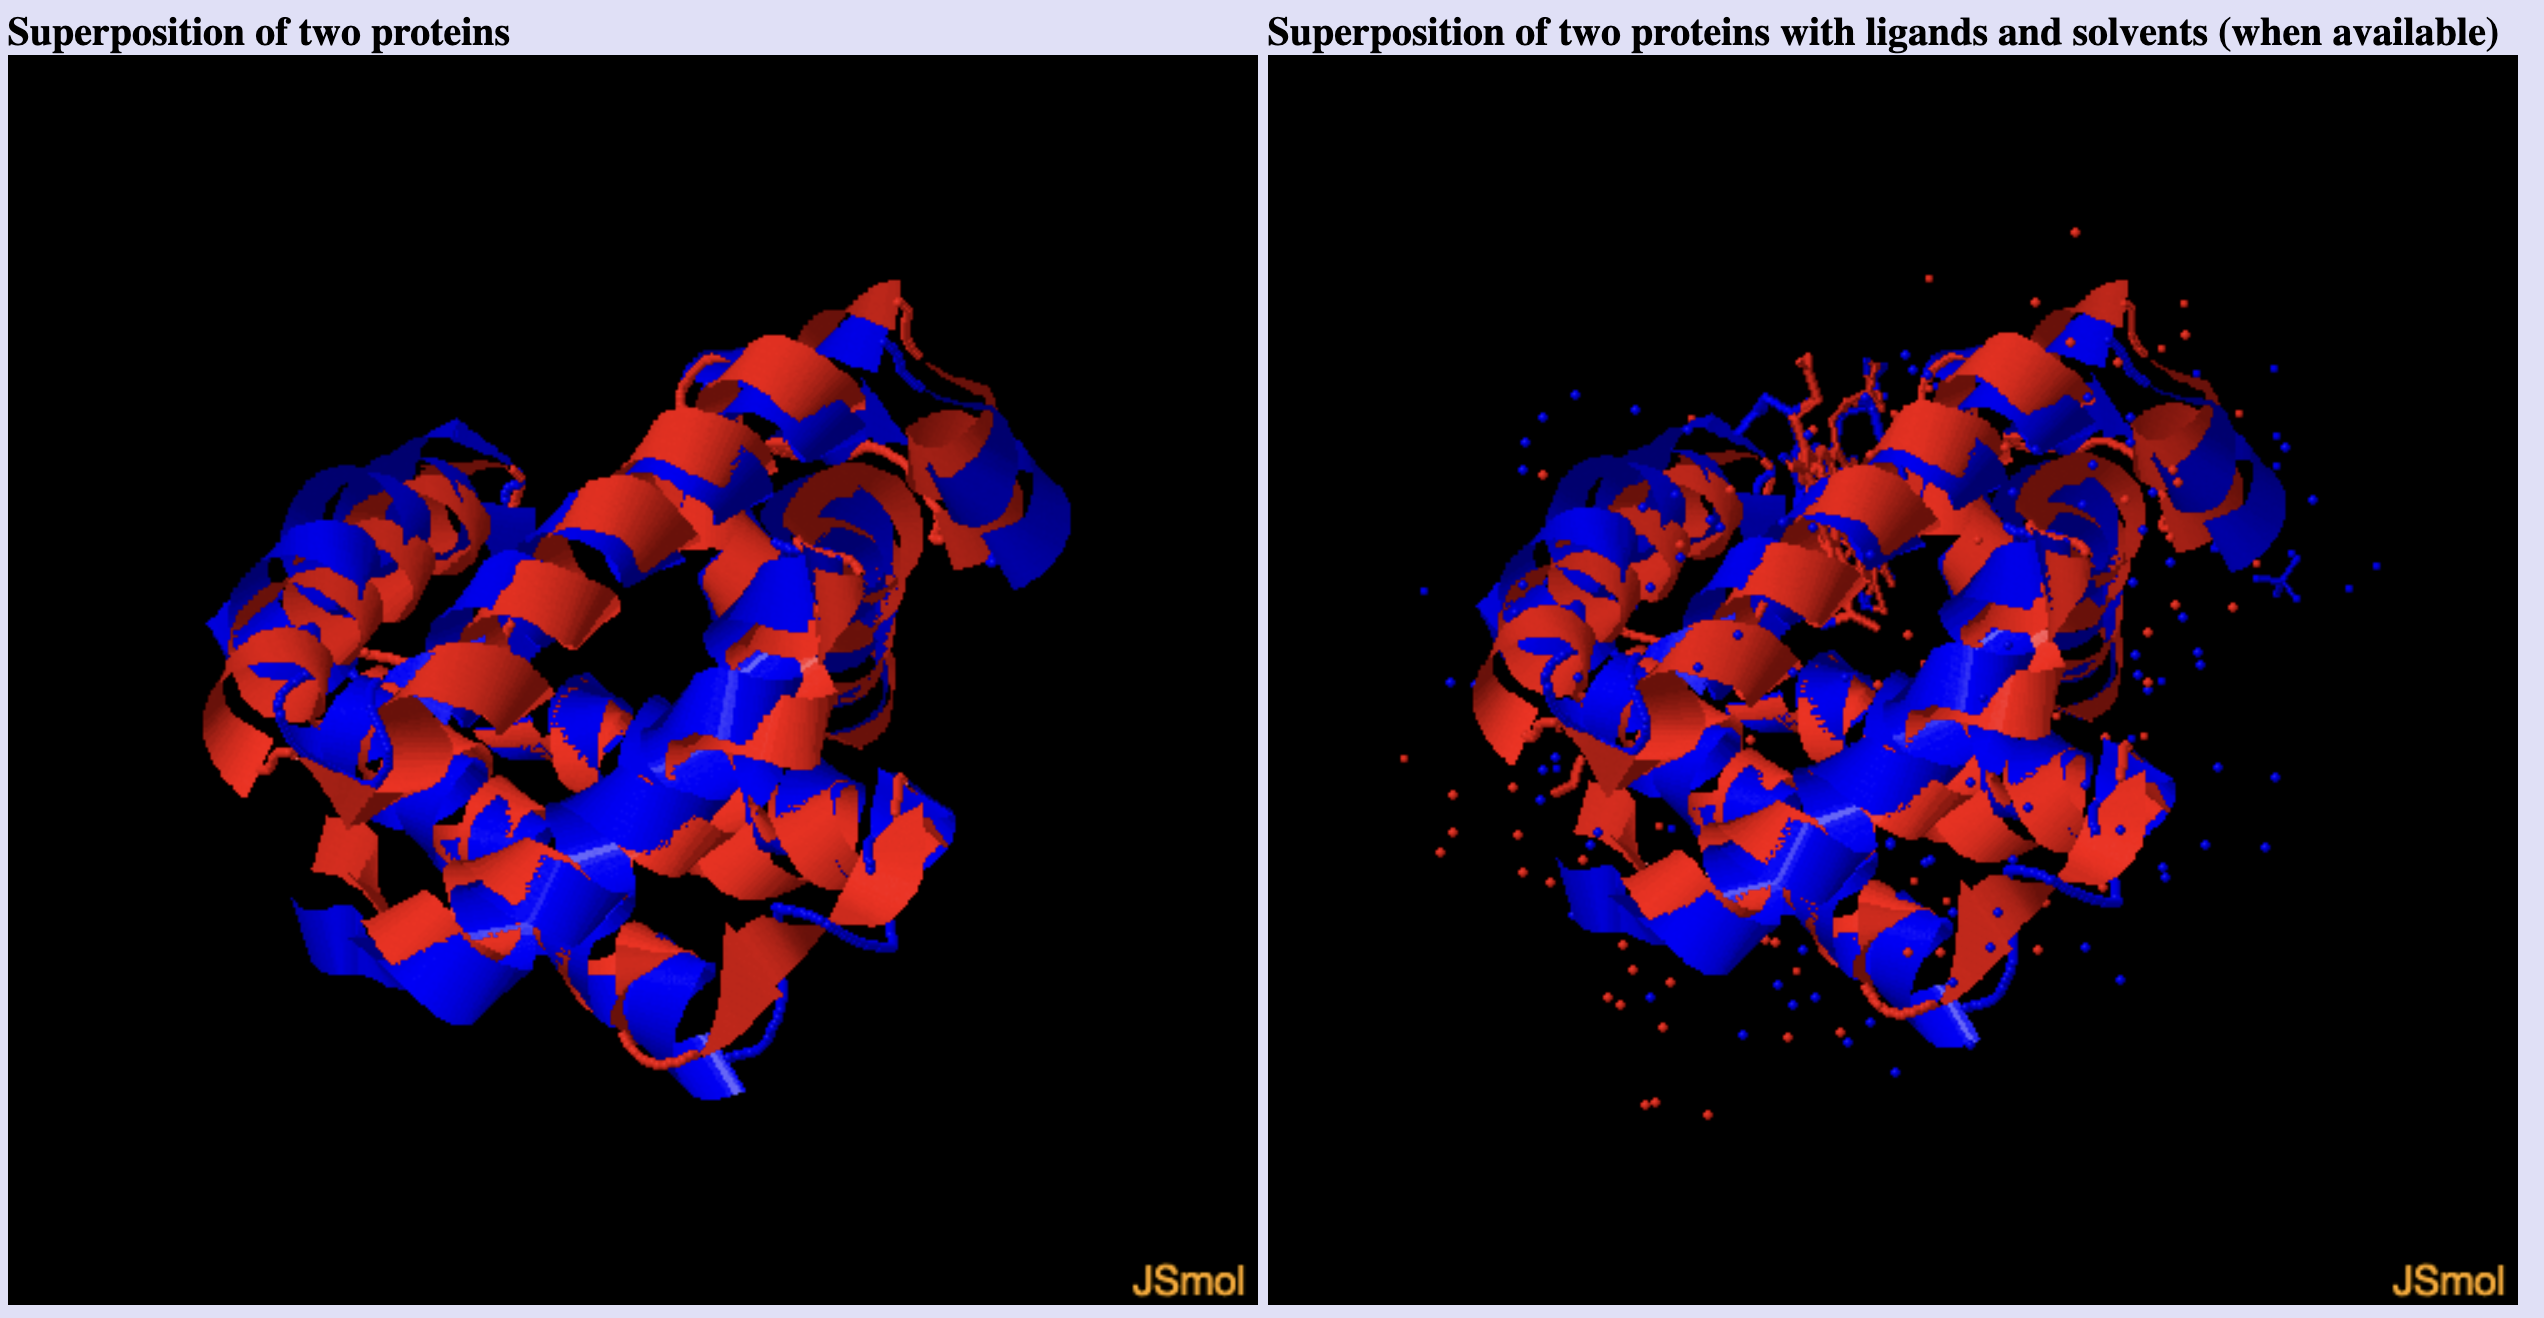 Superposition of two proteins
Superposition of two proteins with ligands and solvents (when available)
JSmol
JSmol